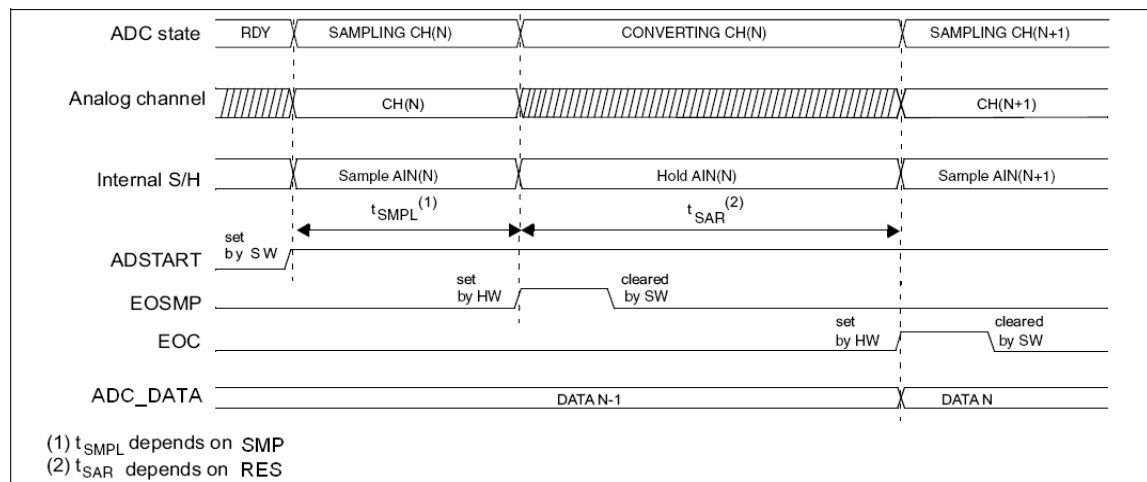 ADC state RDY SAMPLING CH(N) CONVERTING CH(N) SAMPLING CH(N+1)
Analog channel CH(N) CH(N+1)
Internal S/H Sample AIN(N) Hold AIN(N) Sample AIN(N+1)
tSMPL(1) tSAR(2)
set
by SW
ADSTART
set
by HW
cleared
by SW
EOSMP
set
by HW
cleared
by SW
EOC
ADC_DATA DATA N-1 DATA N
(1) tSMPL depends on SMP
(2) tSAR depends on RES